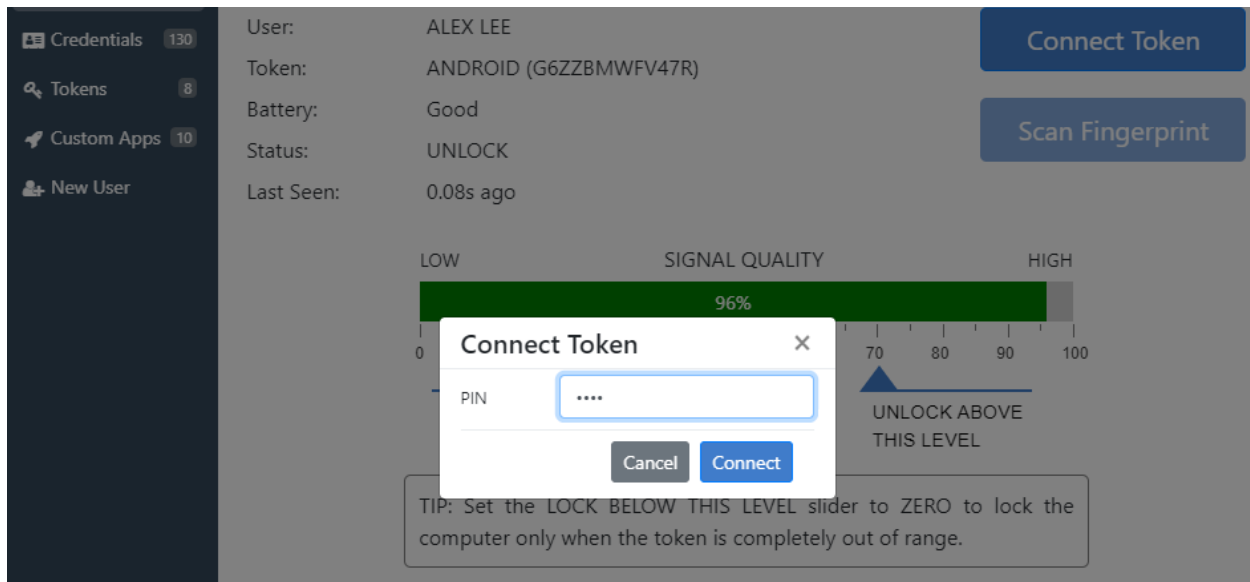 Credentials 130
Tokens 8
Custom Apps 10
New User
User: ALEX LEE
Token: ANDROID (G6ZZBMWFV47R)
Battery: Good
Status: UNLOCK
Last Seen: 0.08s ago
Connect Token
Scan Fingerprint
LOW SIGNAL QUALITY HIGH
96%
0 70 80 90 100
UNLOCK ABOVE
THIS LEVEL
Connect Token ×
PIN ••••
Cancel Connect
TIP: Set the LOCK BELOW THIS LEVEL slider to ZERO to lock the
computer only when the token is completely out of range.